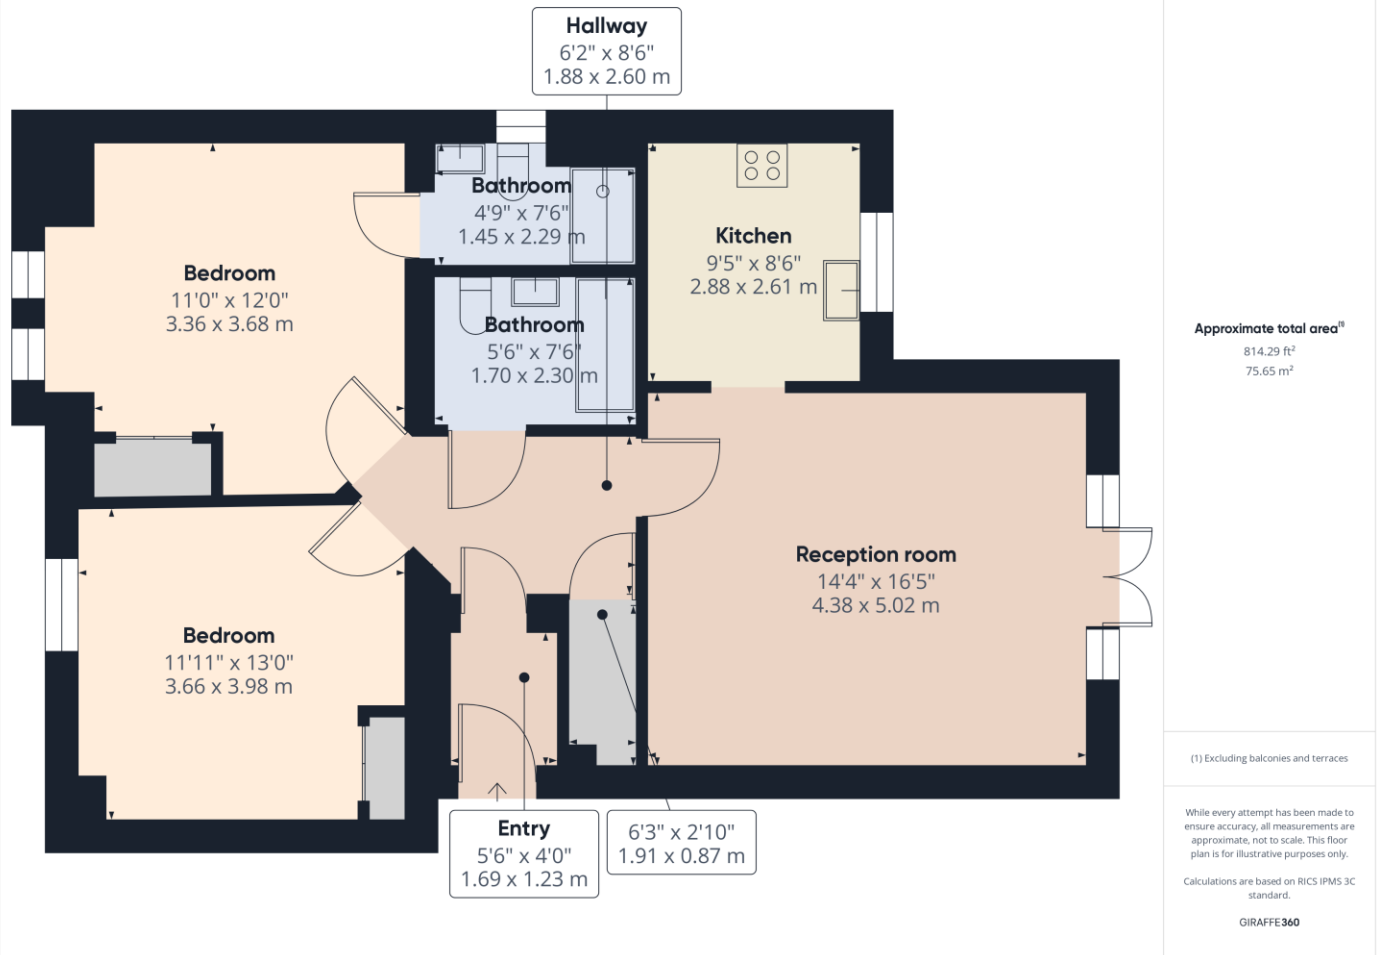 Hallway
6'2" x 8'6"
1.88 x 2.60 m
Bathroom
4'9" x 7'6"
1.45 x 2.29 m
Kitchen
9'5" x 8'6"
2.88 x 2.61 m
Bedroom
11'0" x 12'0"
3.36 x 3.68 m
Bathroom
5'6" x 7'6"
1.70 x 2.30 m
Reception room
14'4" x 16'5"
4.38 x 5.02 m
Bedroom
11'11" x 13'0"
3.66 x 3.98 m
Entry
5'6" x 4'0"
1.69 x 1.23 m
6'3" x 2'10"
1.91 x 0.87 m
Approximate total area⁽¹⁾
814.29 ft²
75.65 m²
(1) Excluding balconies and terraces
While every attempt has been made to
ensure accuracy, all measurements are
approximate, not to scale. This floor
plan is for illustrative purposes only.
Calculations are based on RICS IPMS 3C
standard.
GIRAFFE360